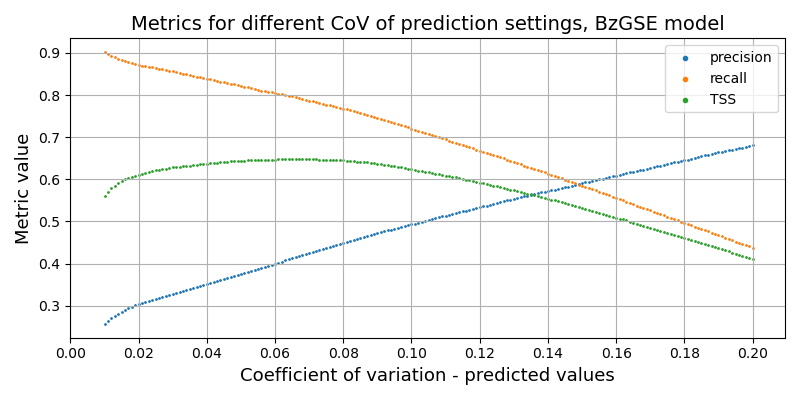 Metrics for different CoV of prediction settings, BzGSE model
precision
recall
TSS
Metric value
0.9
0.8
0.7
0.6
0.5
0.4
0.3
0.00 0.02 0.04 0.06 0.08 0.10 0.12 0.14 0.16 0.18 0.20
Coefficient of variation - predicted values